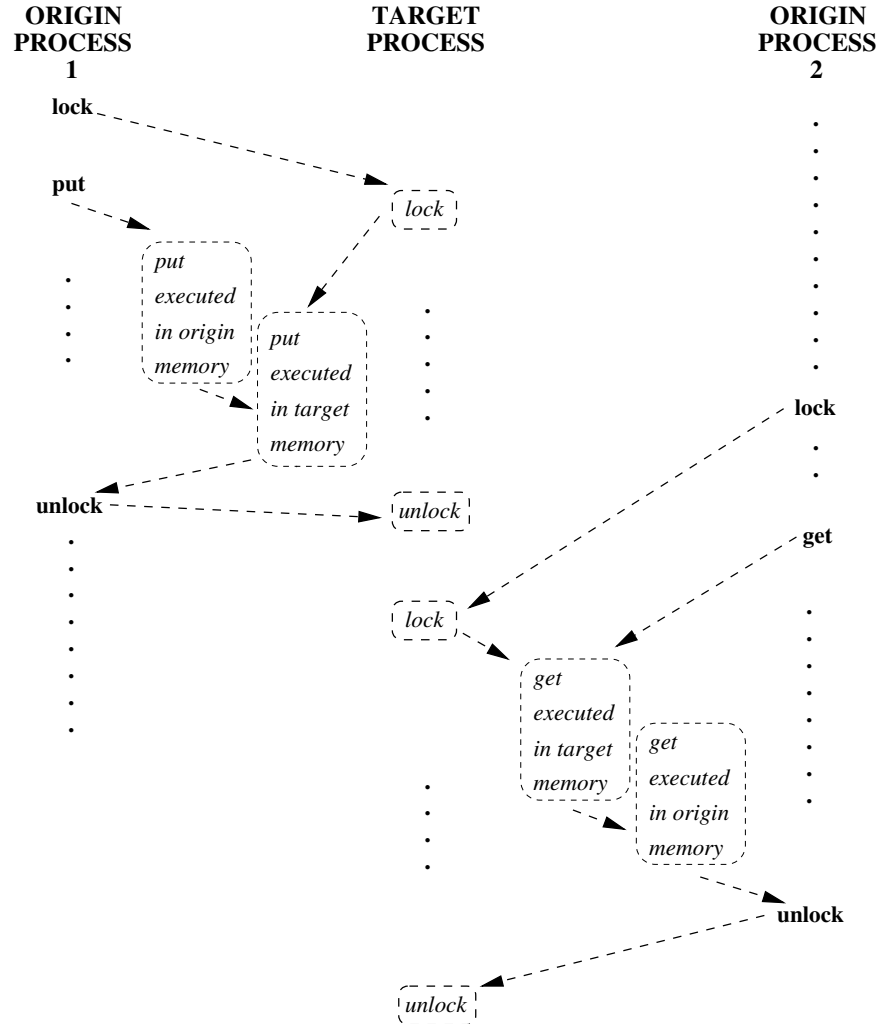 ORIGIN
PROCESS
1
TARGET
PROCESS
ORIGIN
PROCESS
2
lock
put
lock
put
executed
in origin
memory
put
executed
in target
memory
lock
unlock
unlock
get
lock
get
executed
in target
memory
get
executed
in origin
memory
unlock
unlock